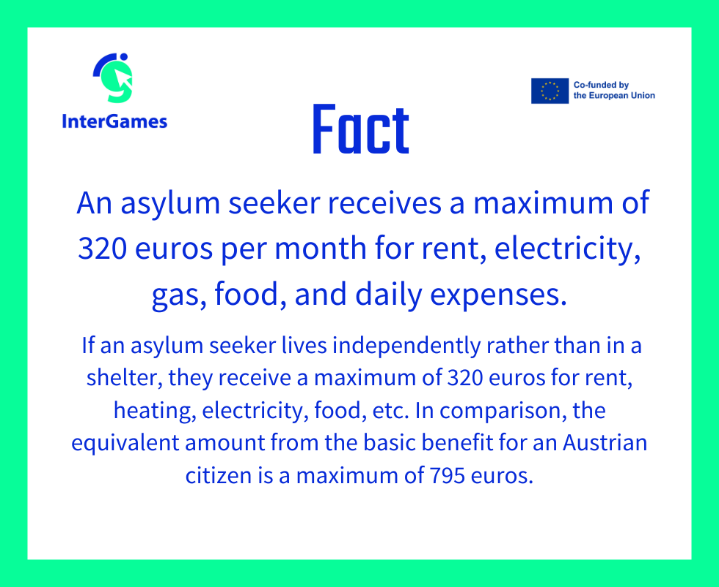 InterGames
Co-funded by
the European Union
Fact
An asylum seeker receives a maximum of
320 euros per month for rent, electricity,
gas, food, and daily expenses.
If an asylum seeker lives independently rather than in a
shelter, they receive a maximum of 320 euros for rent,
heating, electricity, food, etc. In comparison, the
equivalent amount from the basic benefit for an Austrian
citizen is a maximum of 795 euros.